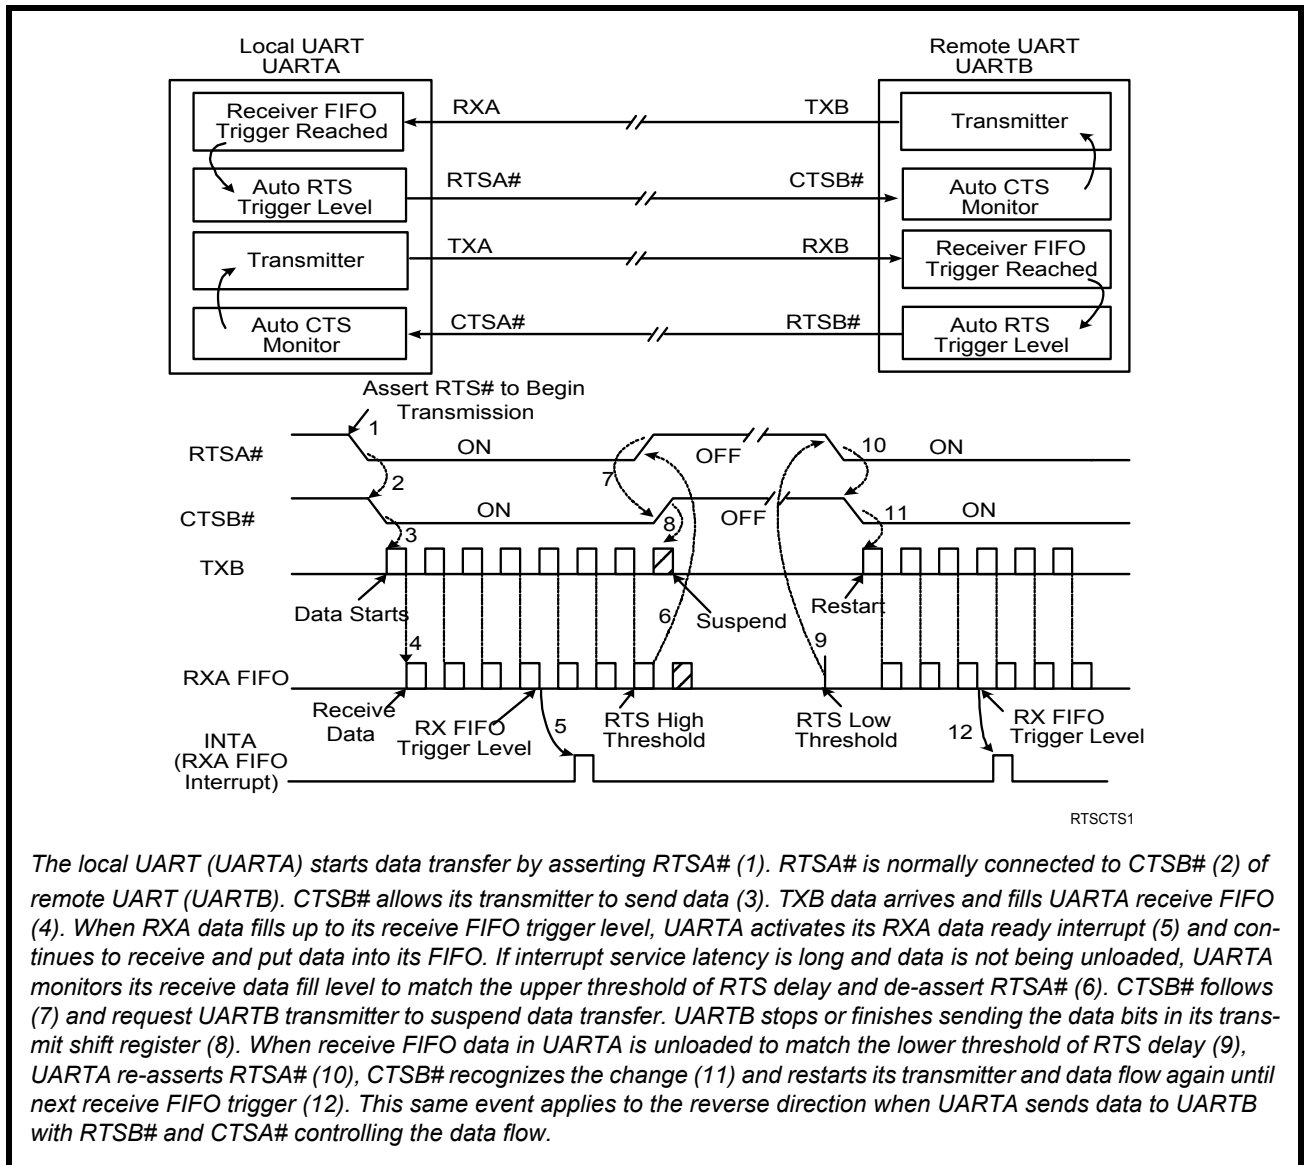 Local UART
UARTA
Remote UART
UARTB
Receiver FIFO
Trigger Reached
RXA
TXB
Transmitter
Auto RTS
Trigger Level
RTSA#
CTSB#
Auto CTS
Monitor
Transmitter
TXA
RXB
Receiver FIFO
Trigger Reached
Auto CTS
Monitor
CTSA#
RTSB#
Auto RTS
Trigger Level
Assert RTS# to Begin
Transmission
1
RTSA#
ON
OFF
10
ON
2
7
CTSB#
ON
8
OFF
11
ON
3
TXB
Data Starts
6
Suspend
Restart
4
9
RXA FIFO
Receive
Data
RX FIFO
Trigger Level
5
RTS High
Threshold
RTS Low
Threshold
12
RX FIFO
Trigger Level
INTA
(RXA FIFO
Interrupt)
RTSCTS1
The local UART (UARTA) starts data transfer by asserting RTSA# (1). RTSA# is normally connected to CTSB# (2) of
remote UART (UARTB). CTSB# allows its transmitter to send data (3). TXB data arrives and fills UARTA receive FIFO
(4). When RXA data fills up to its receive FIFO trigger level, UARTA activates its RXA data ready interrupt (5) and con-
tinues to receive and put data into its FIFO. If interrupt service latency is long and data is not being unloaded, UARTA
monitors its receive data fill level to match the upper threshold of RTS delay and de-assert RTSA# (6). CTSB# follows
(7) and request UARTB transmitter to suspend data transfer. UARTB stops or finishes sending the data bits in its trans-
mit shift register (8). When receive FIFO data in UARTA is unloaded to match the lower threshold of RTS delay (9),
UARTA re-asserts RTSA# (10), CTSB# recognizes the change (11) and restarts its transmitter and data flow again until
next receive FIFO trigger (12). This same event applies to the reverse direction when UARTA sends data to UARTB
with RTSB# and CTSA# controlling the data flow.